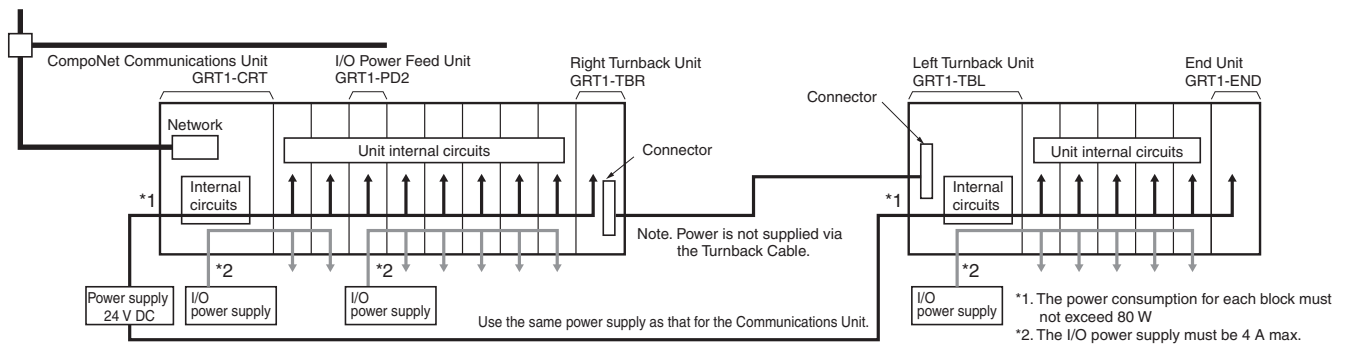 CompoNet Communications Unit
GRT1-CRT
I/O Power Feed Unit
GRT1-PD2
Right Turnback Unit
GRT1-TBR
Left Turnback Unit
GRT1-TBL
End Unit
GRT1-END
Connector
Network
Unit internal circuits
Connector
Unit internal circuits
Internal
circuits
*1
Internal
circuits
*1
Note. Power is not supplied via
the Turnback Cable.
*2
*2
*2
Power supply
24 V DC
I/O
power supply
I/O
power supply
I/O
power supply
Use the same power supply as that for the Communications Unit.
*1. The power consumption for each block must
not exceed 80 W
*2. The I/O power supply must be 4 A max.